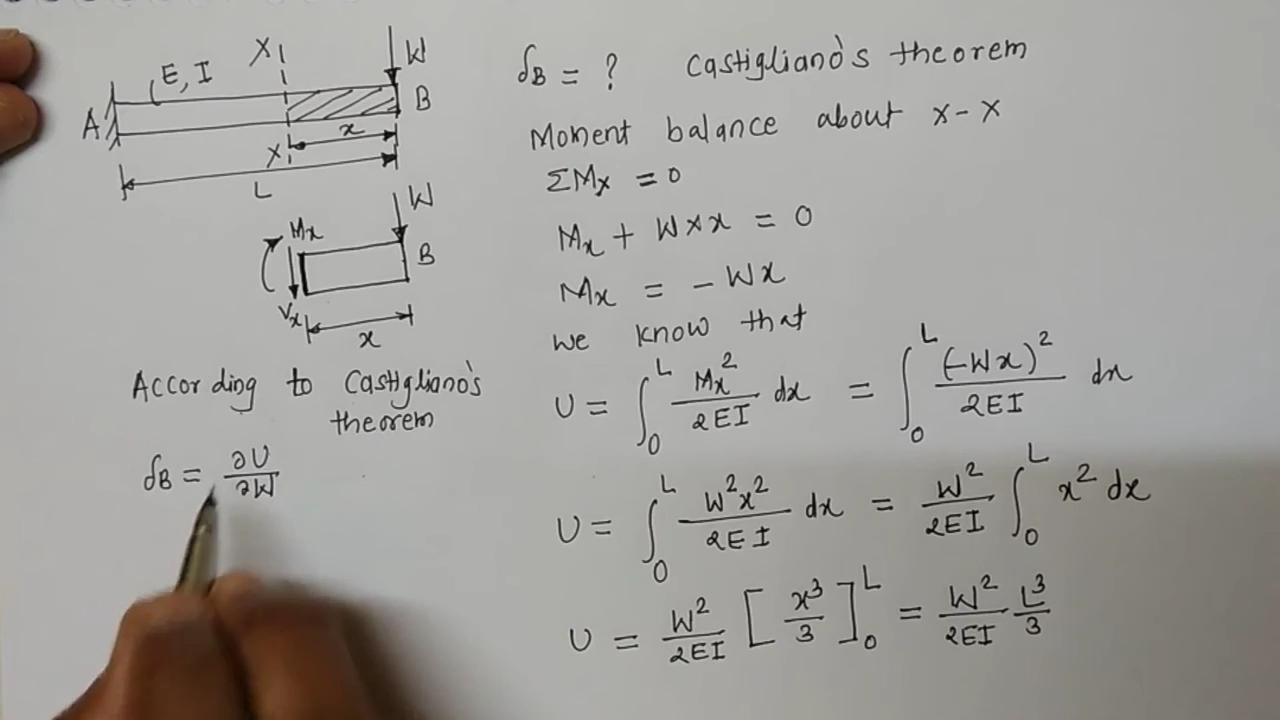 E, I
X
W
A
B
x
X
L
W
Mx
B
Vx
x
δB = ? Castigliano's theorem
Moment balance about x-x
ΣMx = 0
Mx + W×x = 0
Mx = -Wx
we know that
U = ∫₀ᴸ Mx²/2EI dx = ∫₀ᴸ (-Wx)²/2EI dx
U = ∫₀ᴸ W²x²/2EI dx = W²/2EI ∫₀ᴸ x² dx
U = W²/2EI [x³/3]₀ᴸ = W²/2EI L³/3
According to Castigliano's
theorem
δB = ∂U/∂W